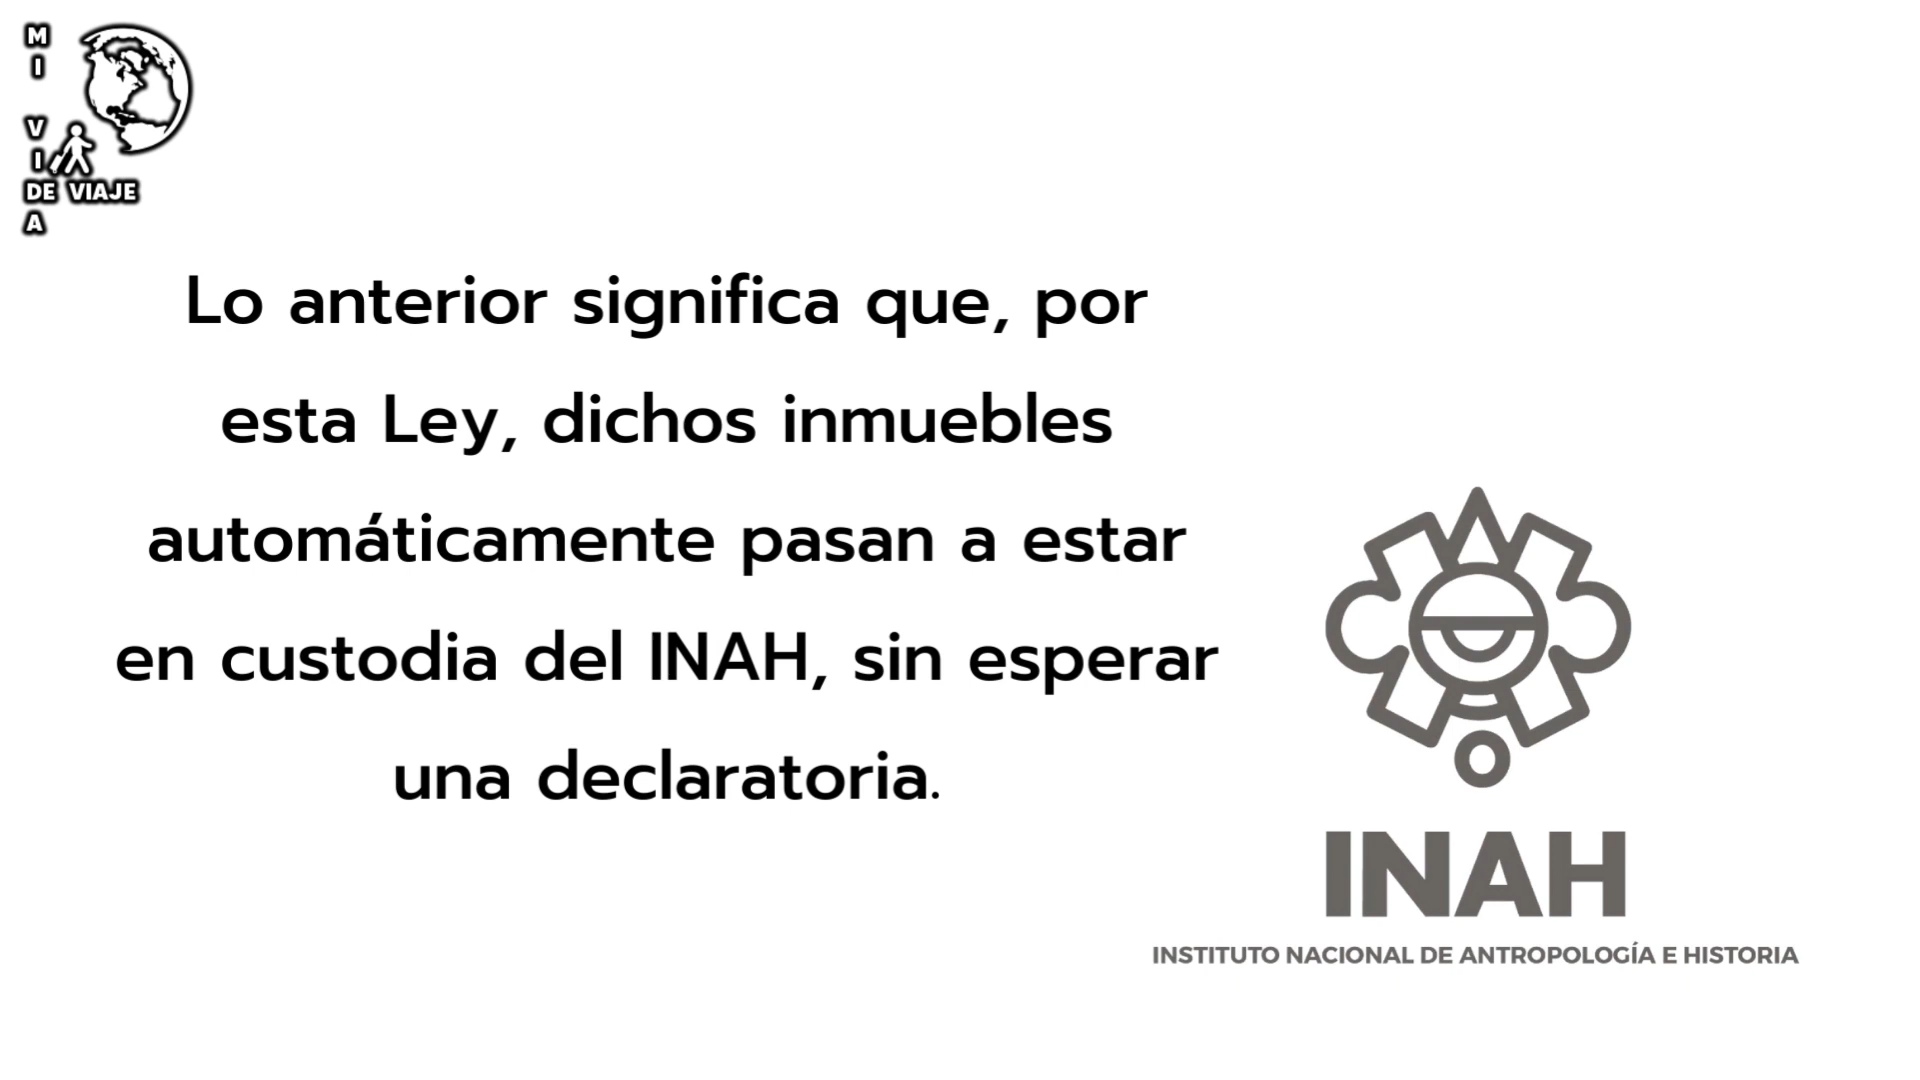 MI VIDA
DE VIAJE
Lo anterior significa que, por
esta Ley, dichos inmuebles
automáticamente pasan a estar
en custodia del INAH, sin esperar
una declaratoria.
INAH
INSTITUTO NACIONAL DE ANTROPOLOGÍA E HISTORIA